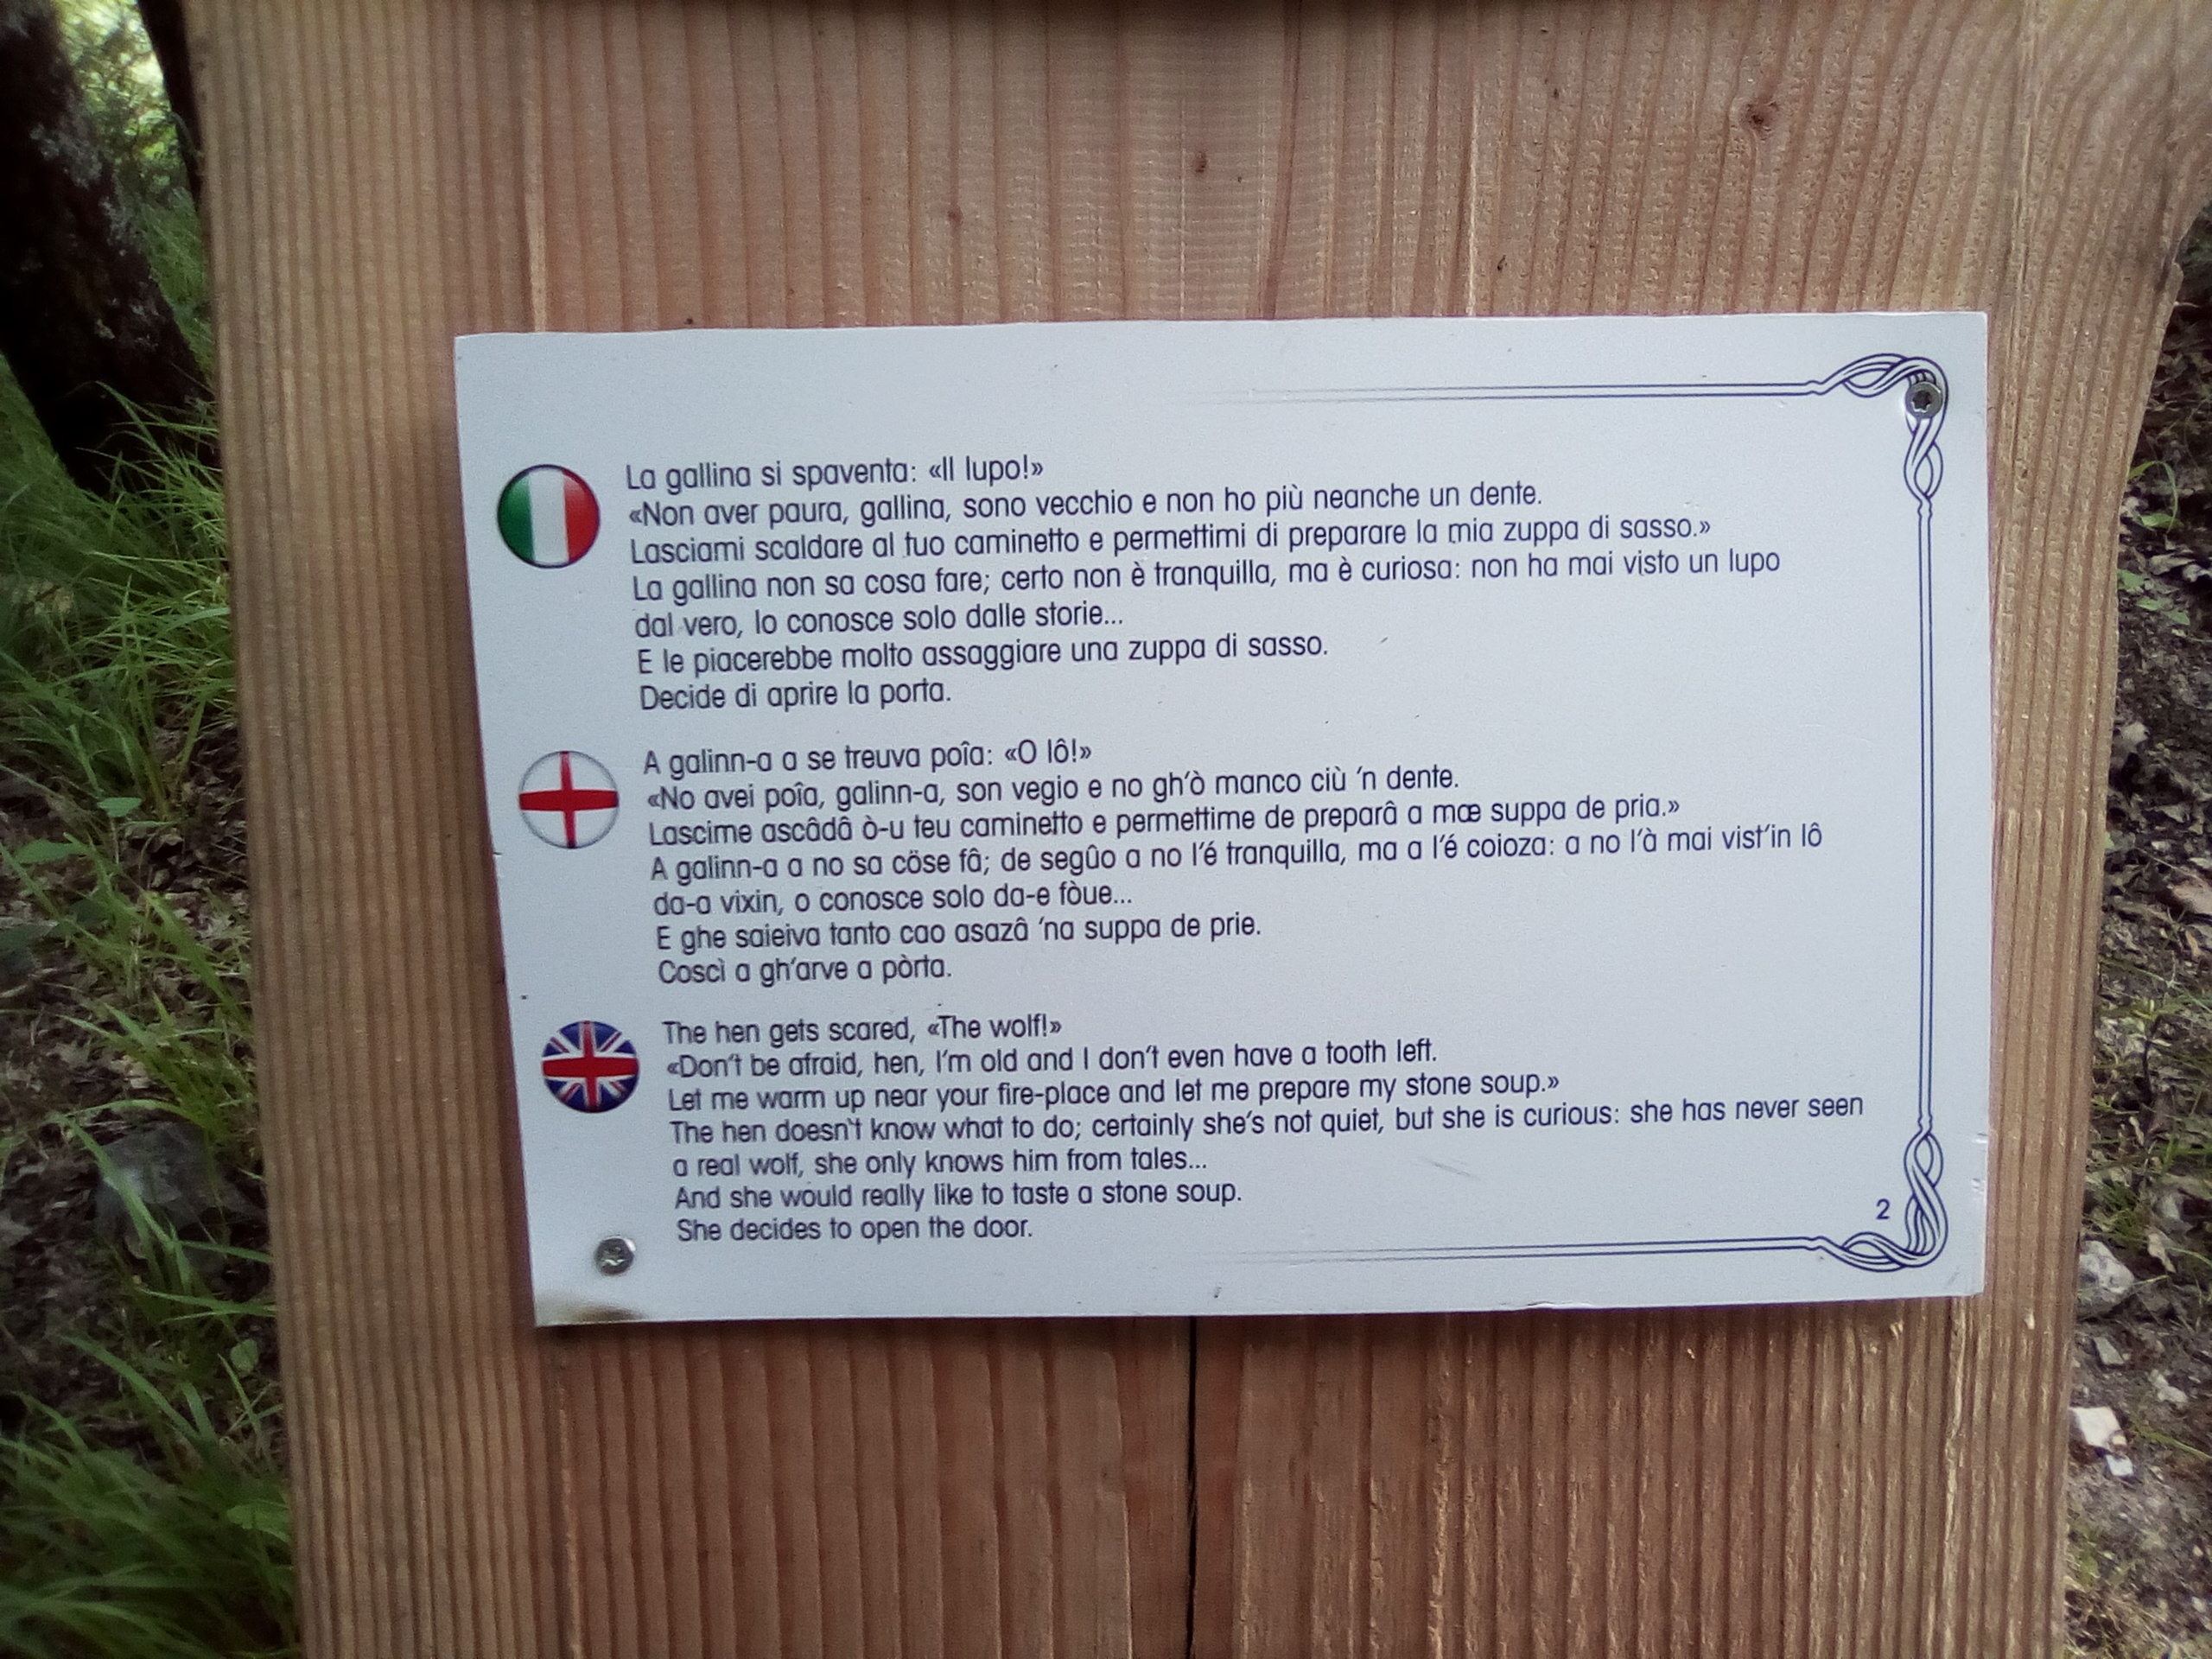 La gallina si spaventa: «Il lupo!»
«Non aver paura, gallina, sono vecchio e non ho più neanche un dente.
Lasciami scaldare al tuo caminetto e permettimi di preparare la mia zuppa di sasso.»
La gallina non sa cosa fare; certo non è tranquilla, ma è curiosa: non ha mai visto un lupo
dal vero, lo conosce solo dalle storie...
E le piacerebbe molto assaggiare una zuppa di sasso.
Decide di aprire la porta.
A galinn-a a se treuva poîa: «O lô!»
«No avei poîa, galinn-a, son vegio e no gh'ò manco ciù 'n dente.
Lascime ascâdâ ò-u teu caminetto e permettime de preparâ a mœ suppa de pria.»
A galinn-a a no sa cöse fâ; de segûo a no l'é tranquilla, ma a l'é coioza: a no l'à mai vist'in lô
da-a vixin, o conosce solo da-e fòue...
E ghe saieiva tanto cao asazâ 'na suppa de prie.
Coscì a gh'arve a pòrta.
The hen gets scared, «The wolf!»
«Don't be afraid, hen, I'm old and I don't even have a tooth left.
Let me warm up near your fire-place and let me prepare my stone soup.»
The hen doesn't know what to do; certainly she's not quiet, but she is curious: she has never seen
a real wolf, she only knows him from tales...
And she would really like to taste a stone soup.
She decides to open the door.
2